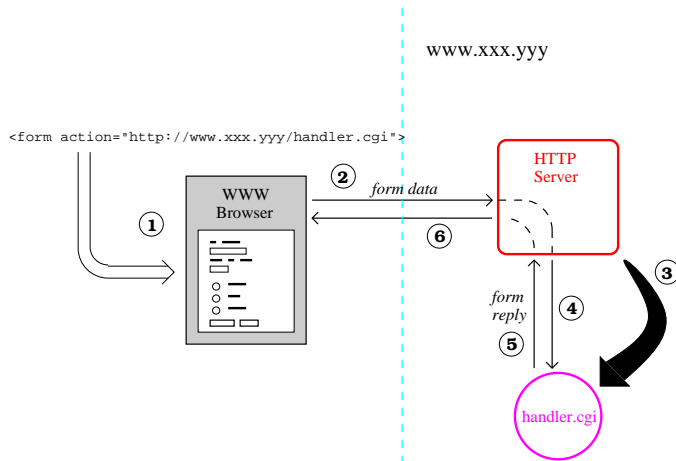 www.xxx.yyy
<form action="http://www.xxx.yyy/handler.cgi">
HTTP
Server
WWW
Browser
1
2
form data
6
3
form
reply
4
5
handler.cgi